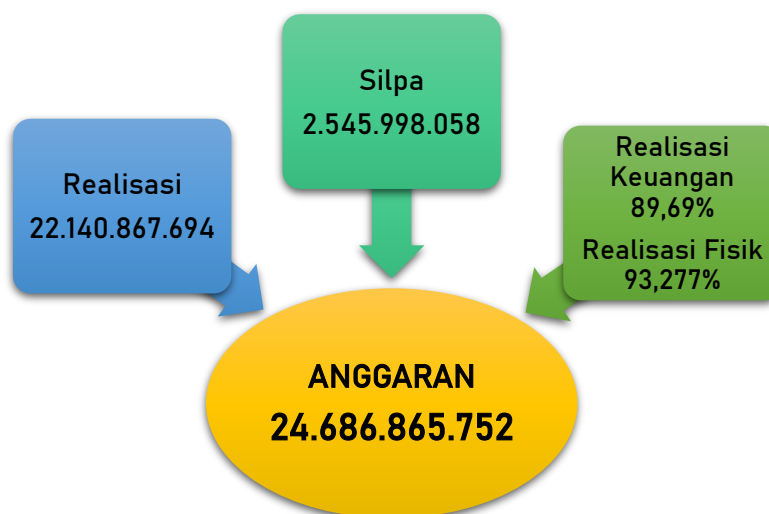 Silpa
2.545.998.058
Realisasi
22.140.867.694
Realisasi
Keuangan
89,69%
Realisasi Fisik
93,277%
ANGGARAN
24.686.865.752